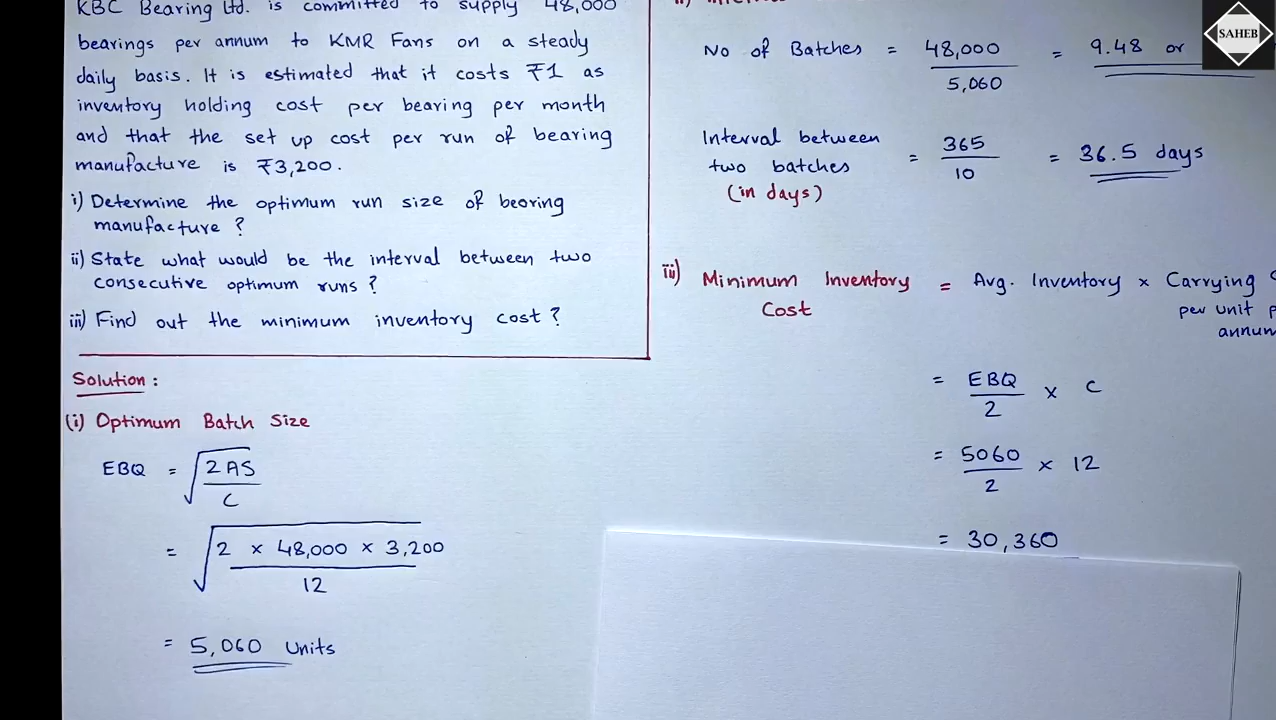 KBC Bearing Ltd. is committed to supply 48,000
bearings per annum to KMR Fans on a steady
daily basis. It is estimated that it costs ₹1 as
inventory holding cost per bearing per month
and that the set up cost per run of bearing
manufacture is ₹3,200.
i) Determine the optimum run size of bearing
manufacture ?
ii) State what would be the interval between two
consecutive optimum runs ?
iii) Find out the minimum inventory cost ?
Solution :
(i) Optimum Batch Size
EBQ = √2AS
C
= √2 × 48,000 × 3,200
12
= 5,060 Units
No of Batches = 48,000 = 9.48 or
5,060
Interval between
two batches = 365 = 36.5 days
10
(in days)
iii) Minimum Inventory = Avg. Inventory × Carrying
Cost
per unit
annum
= EBQ × C
2
= 5060 × 12
2
= 30,360
SAHEB